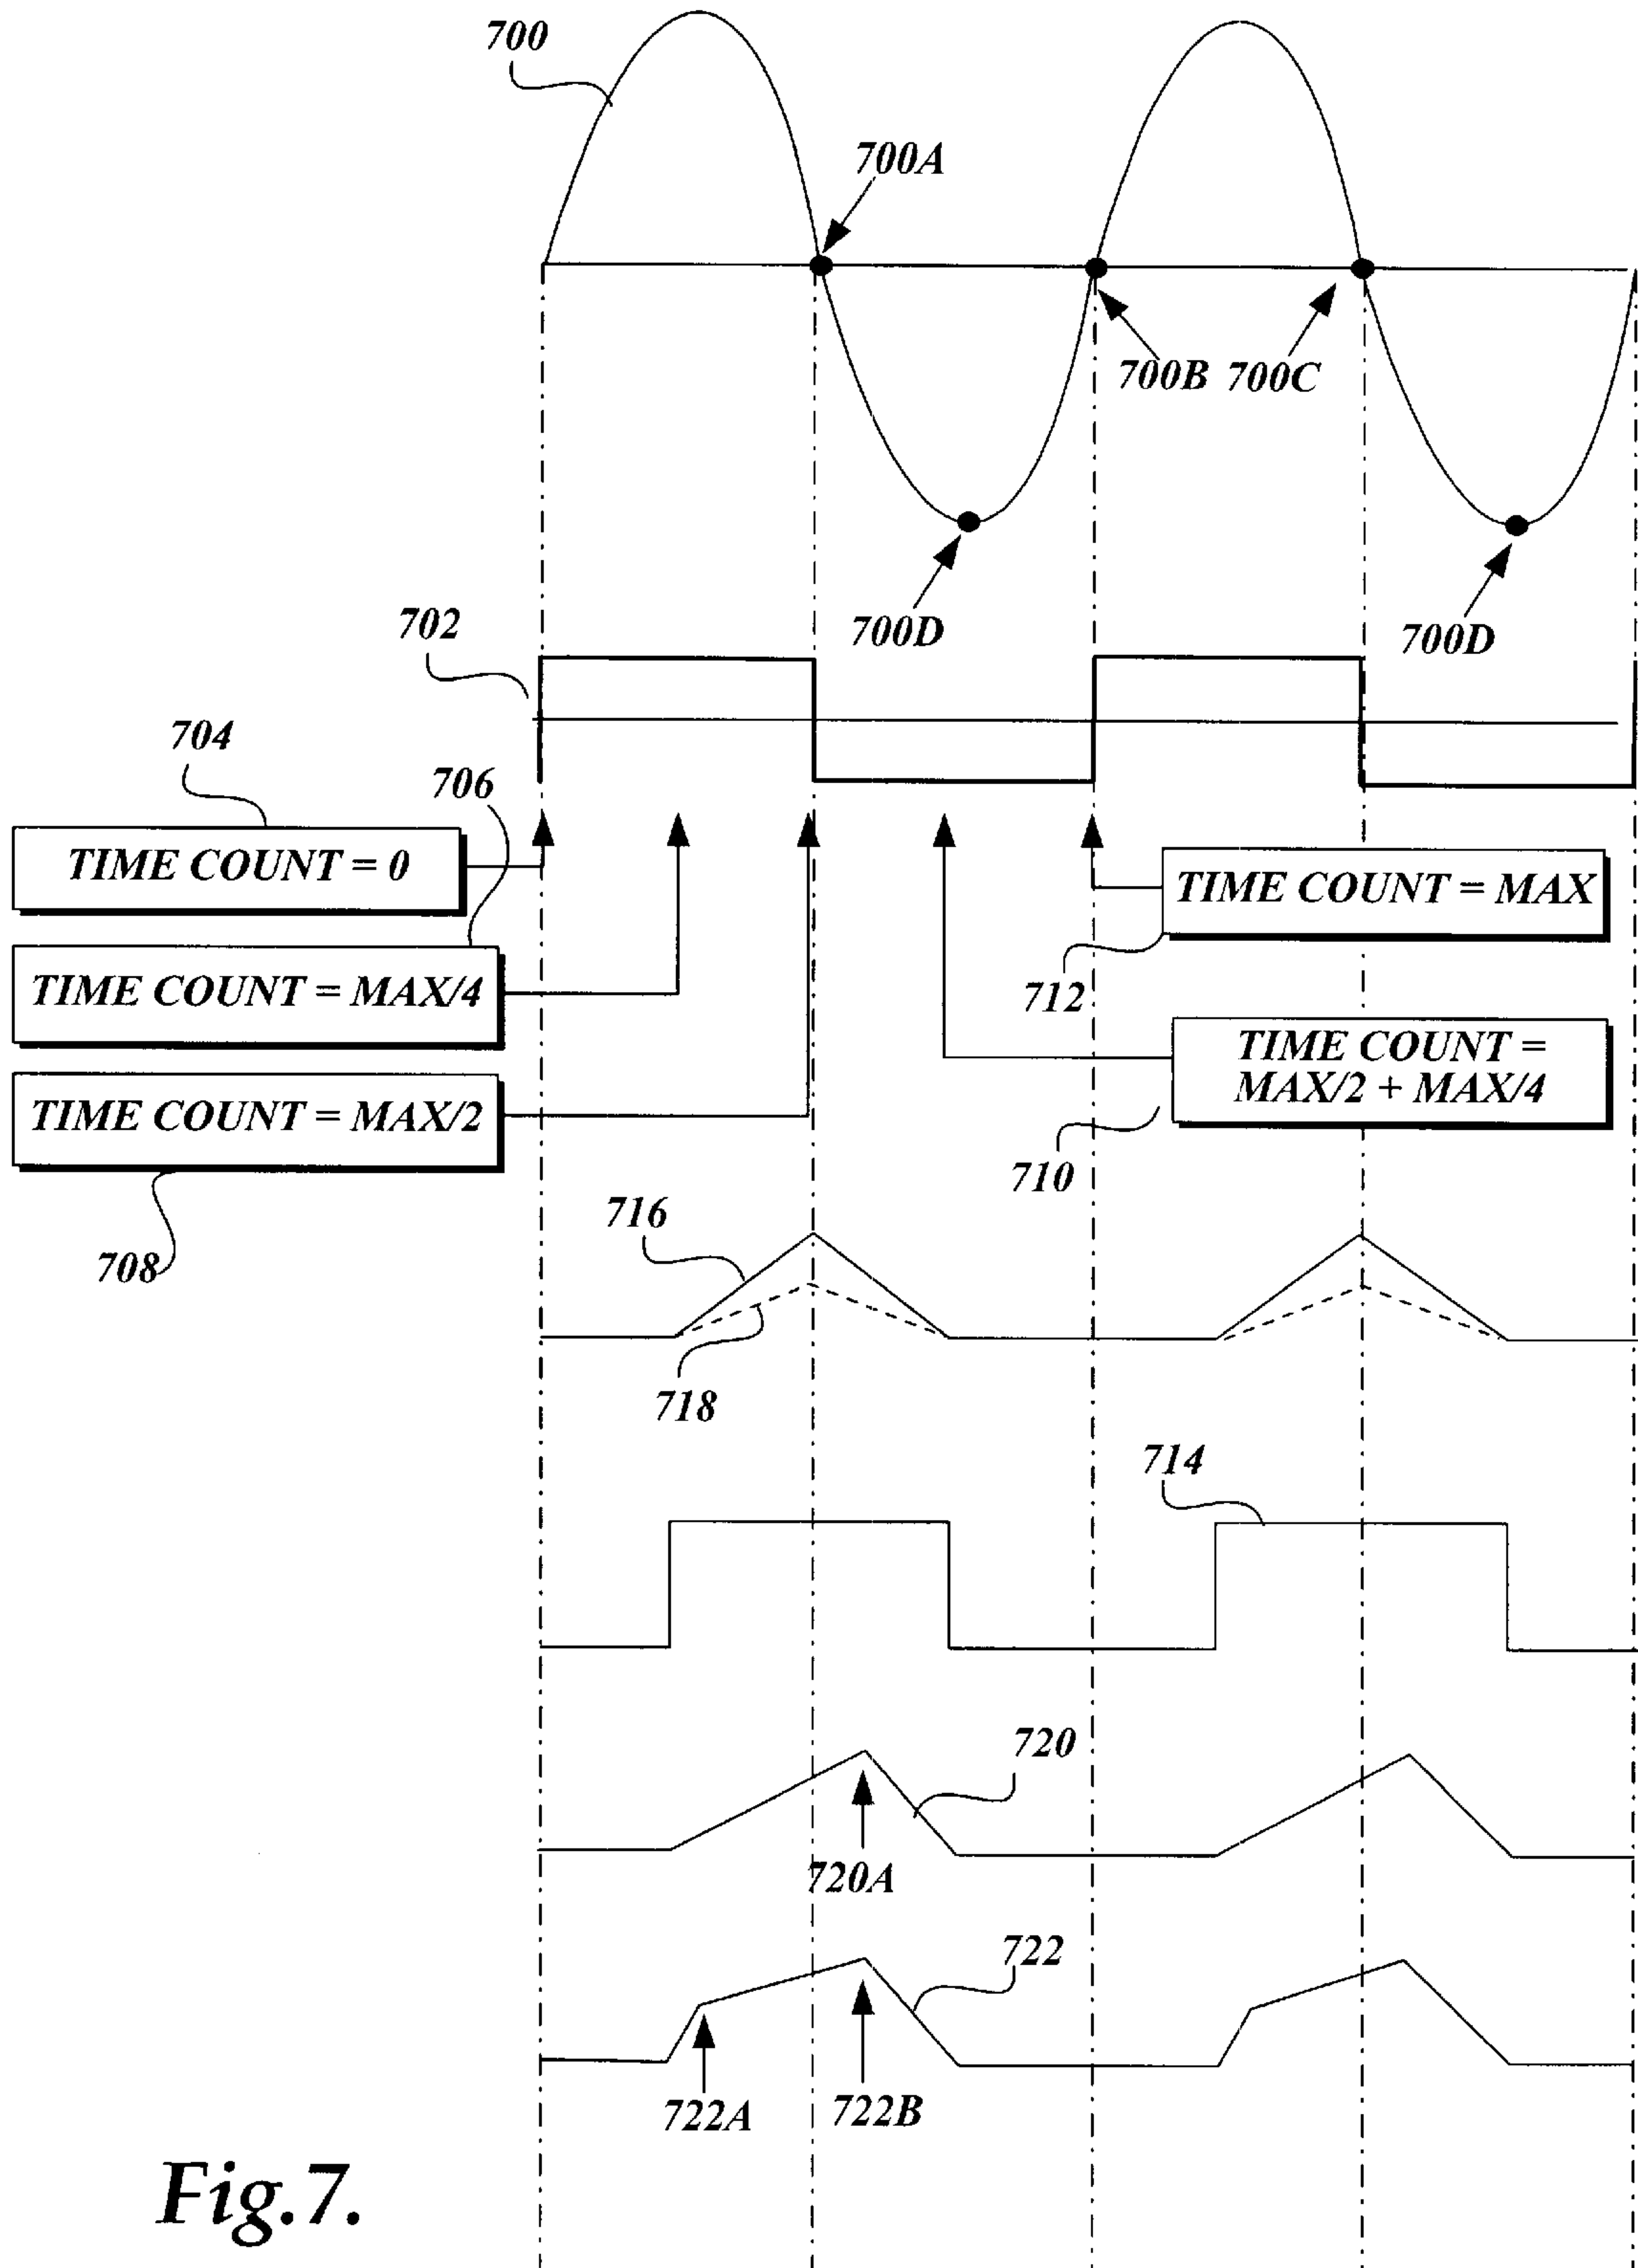 700
700A
700B 700C
700D
700D
702
704
706
TIME COUNT = 0
TIME COUNT = MAX
TIME COUNT = MAX/4
712
TIME COUNT =
MAX/2 + MAX/4
TIME COUNT = MAX/2
710
708
716
718
714
720
720A
722
722A
722B
Fig.7.